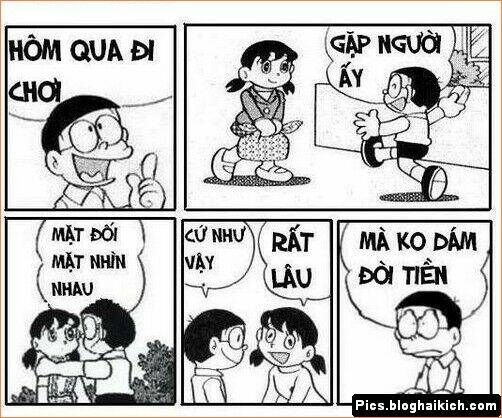 HÔM QUA ĐI
CHƠI
GẶP NGƯỜI
ẤY
MẶT ĐỐI
MẶT NHÌN
NHAU
CỨ NHƯ
VẬY
RẤT
LÂU
MÀ KO DÁM
ĐÒI TIỀN
Pics.bloghaikich.com